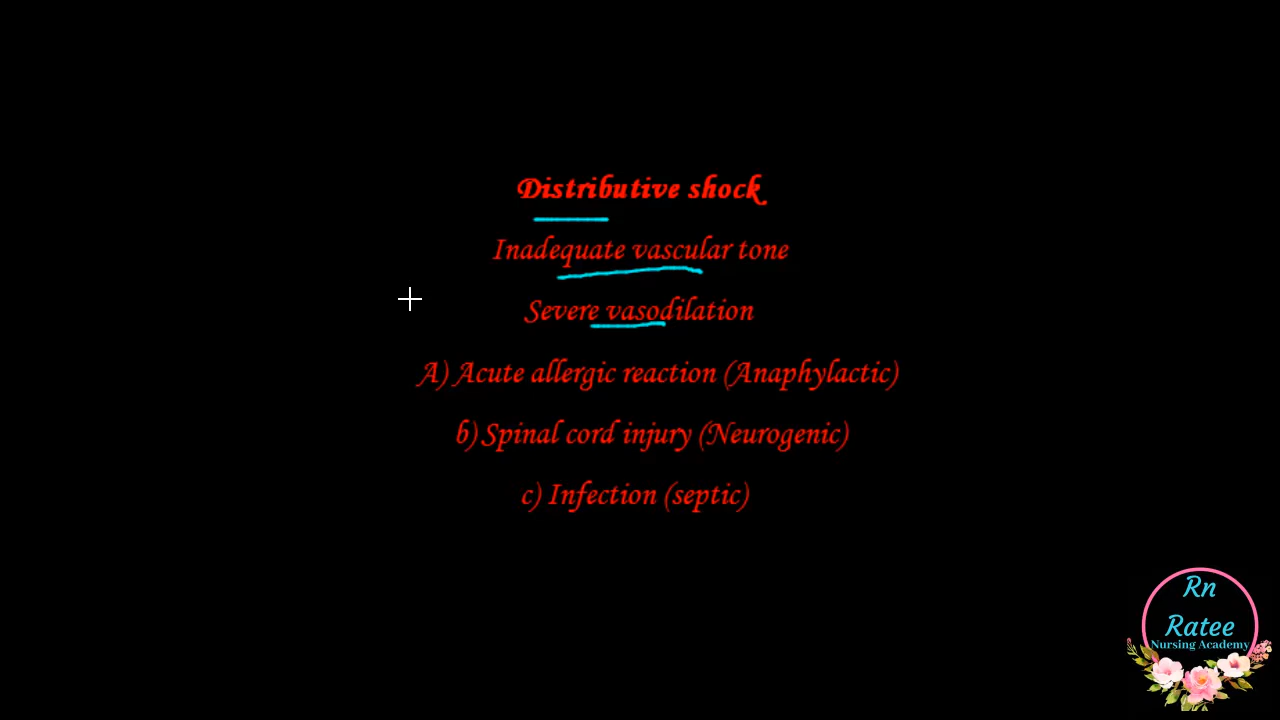 Distributive shock
Inadequate vascular tone
Severe vasodilation
A) Acute allergic reaction (Anaphylactic)
b) Spinal cord injury (Neurogenic)
c) Infection (septic)
Rn
Ratee
Nursing Academy